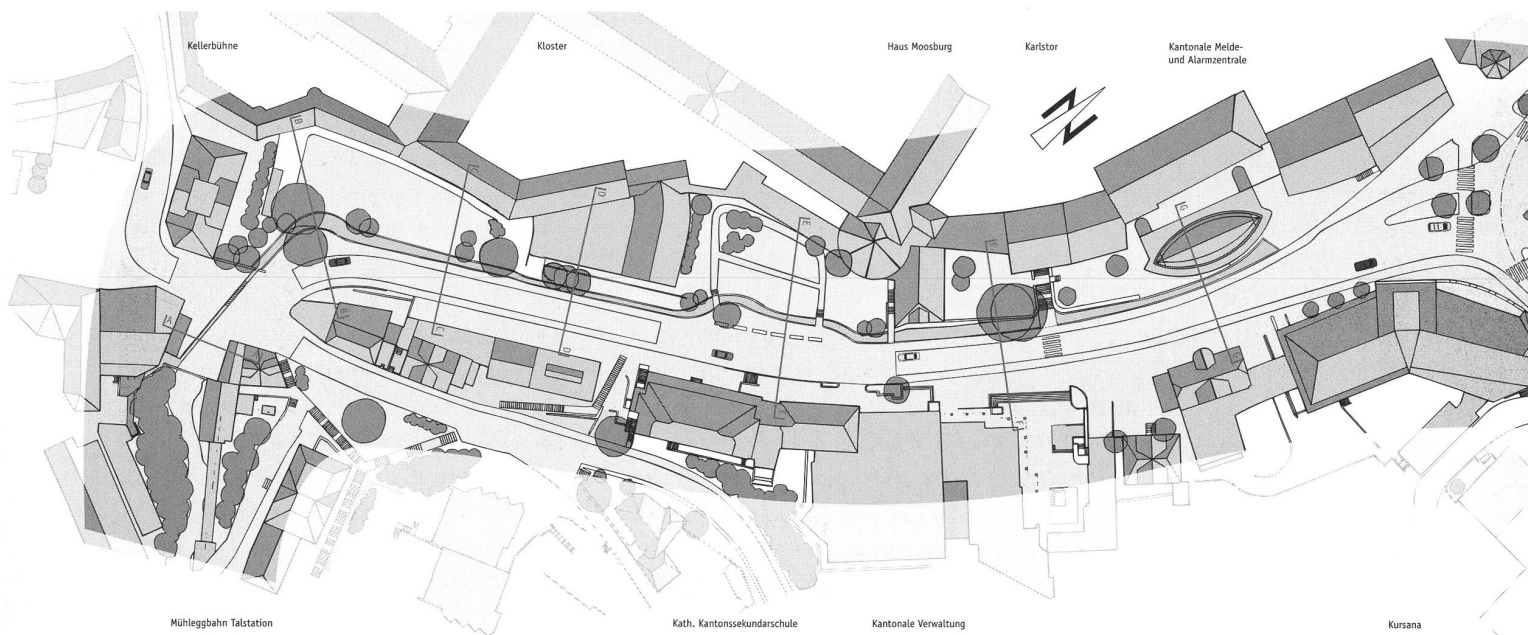 Kellerbühne
Kloster
Haus Moosburg
Karlstor
Kantonale Melde-
und Alarmzentrale
B
D
E
G
A
B
C
D
F
Mühleggbahn Talstation
Kath. Kantonssekundarschule
Kantonale Verwaltung
Kursana